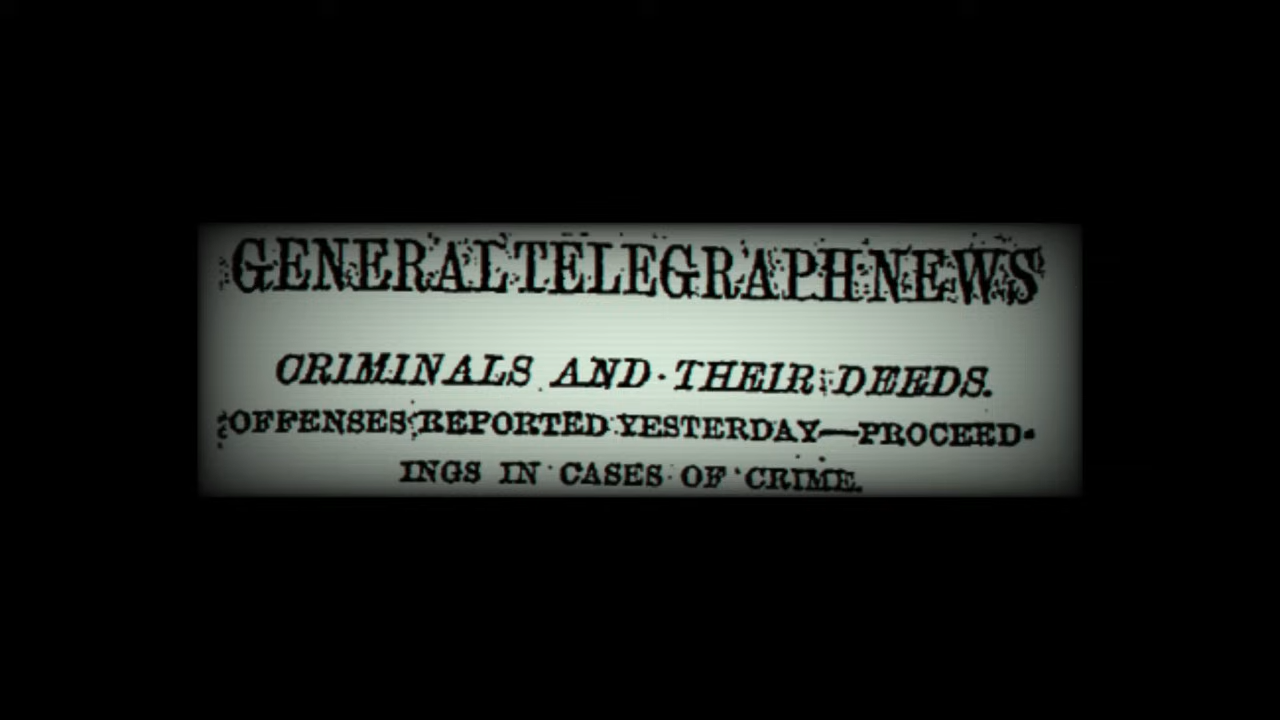 GENERAL TELEGRAPH NEWS
CRIMINALS AND THEIR DEEDS.
OFFENSES REPORTED YESTERDAY—PROCEED-
INGS IN CASES OF CRIME.